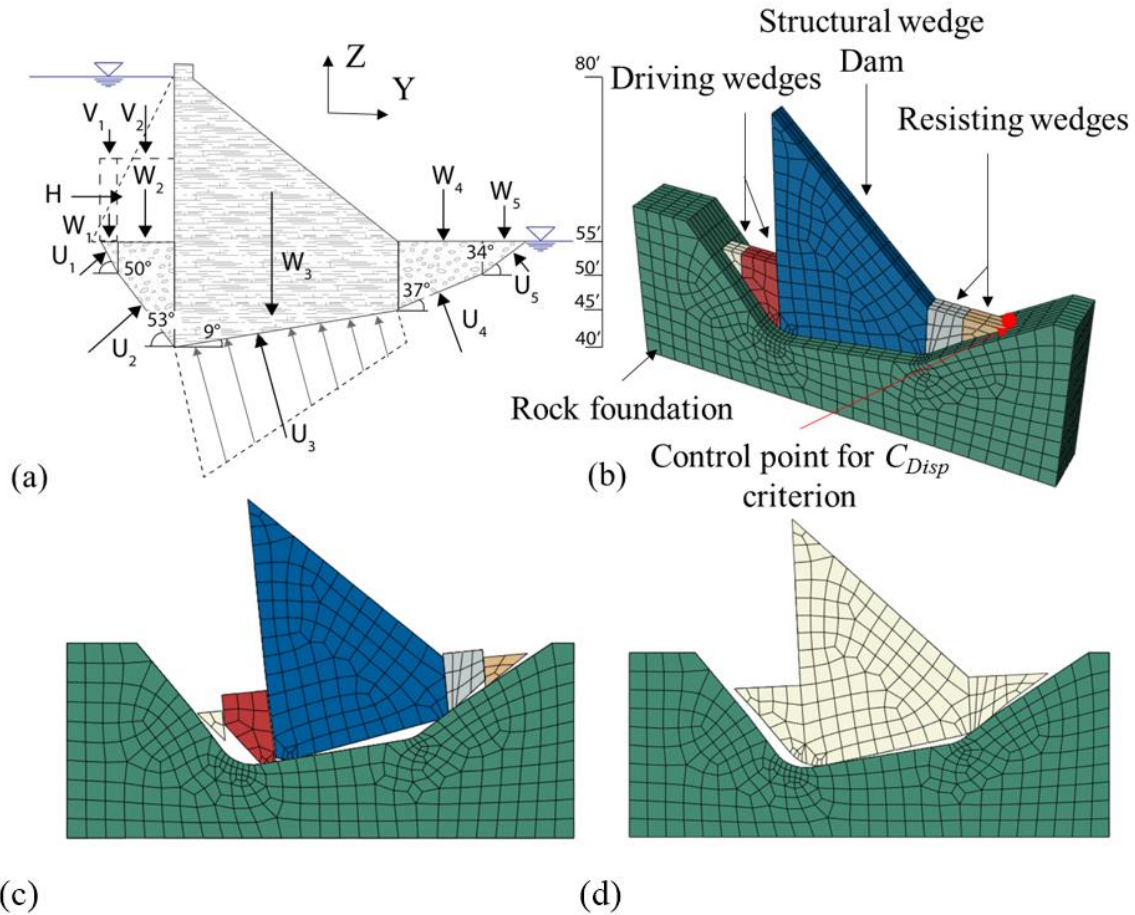 Z
Y
V1
V2
H
W1
W2
W3
W4
W5
U1
U2
U3
U4
U5
50°
53°
9°
37°
34°
(a)
Structural wedge
Dam
Driving wedges
Resisting wedges
80′
55′
50′
45′
40′
Rock foundation
Control point for CDisp
criterion
(b)
(c)
(d)